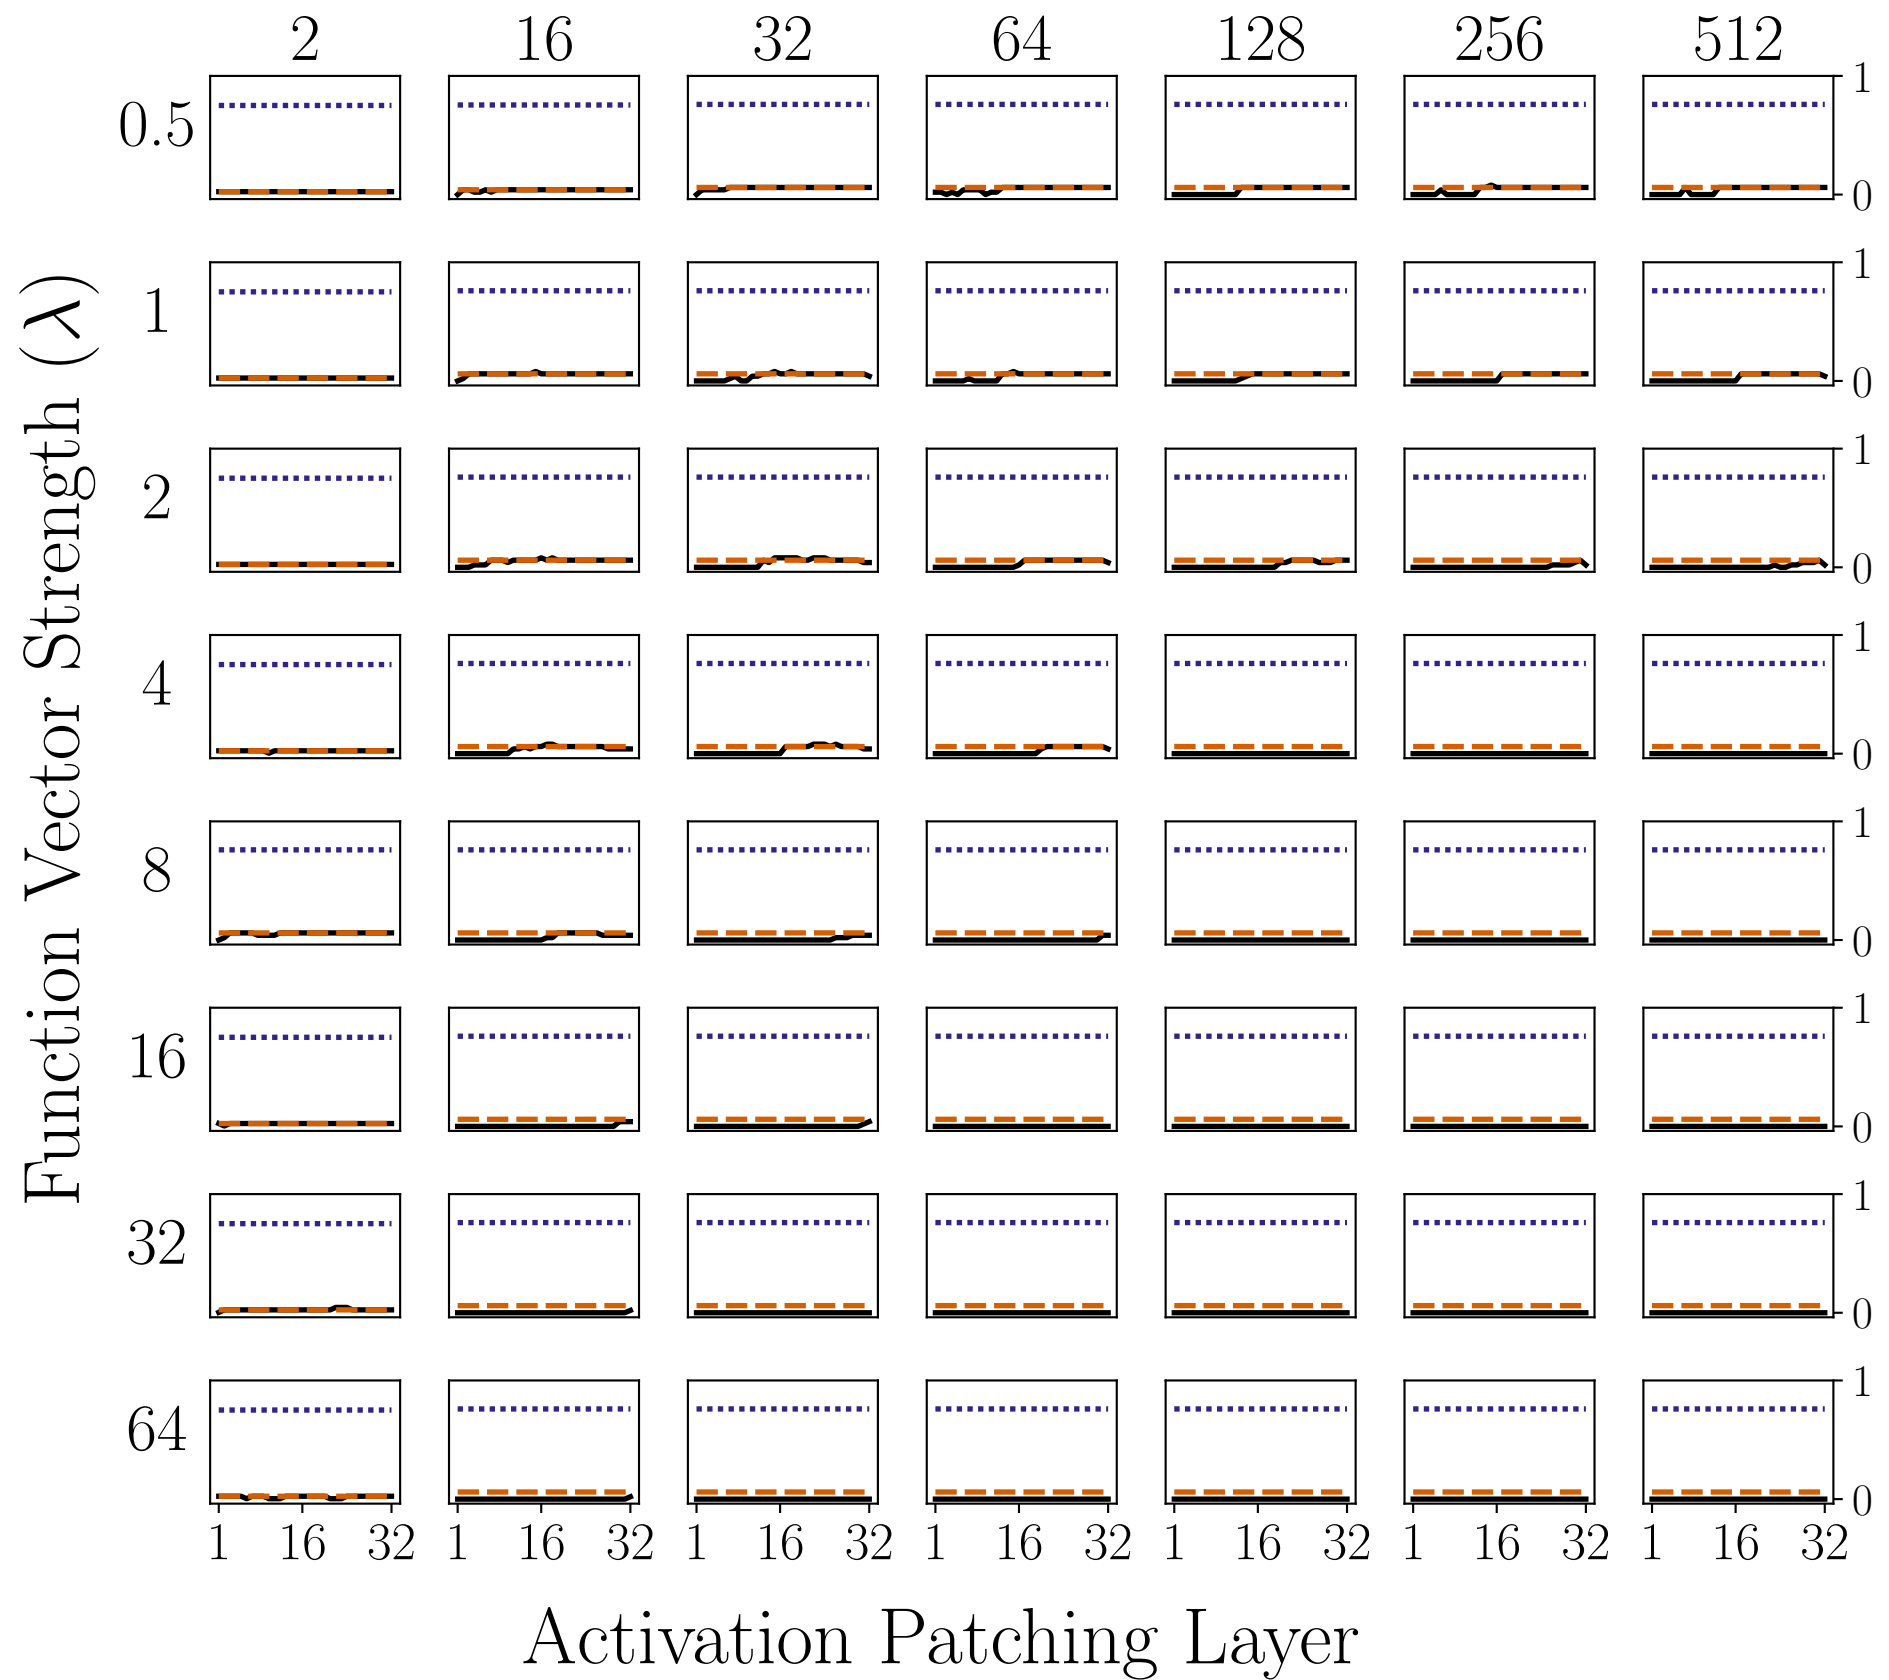 2 16 32 64 128 256 512
0.5 1 0
1 1 0
2 1 0
4 1 0
8 1 0
16 1 0
32 1 0
64 1 0
Function Vector Strength (λ)
1 16 32 1 16 32 1 16 32 1 16 32 1 16 32 1 16 32 1 16 32
Activation Patching Layer